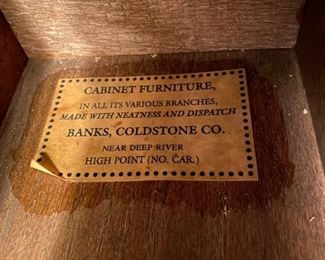 CABINET FURNITURE,
IN ALL ITS VARIOUS BRANCHES,
MADE WITH NEATNESS AND DISPATCH
BANKS, COLDSTONE CO.
NEAR DEEP RIVER
HIGH POINT (NO. CAR.)